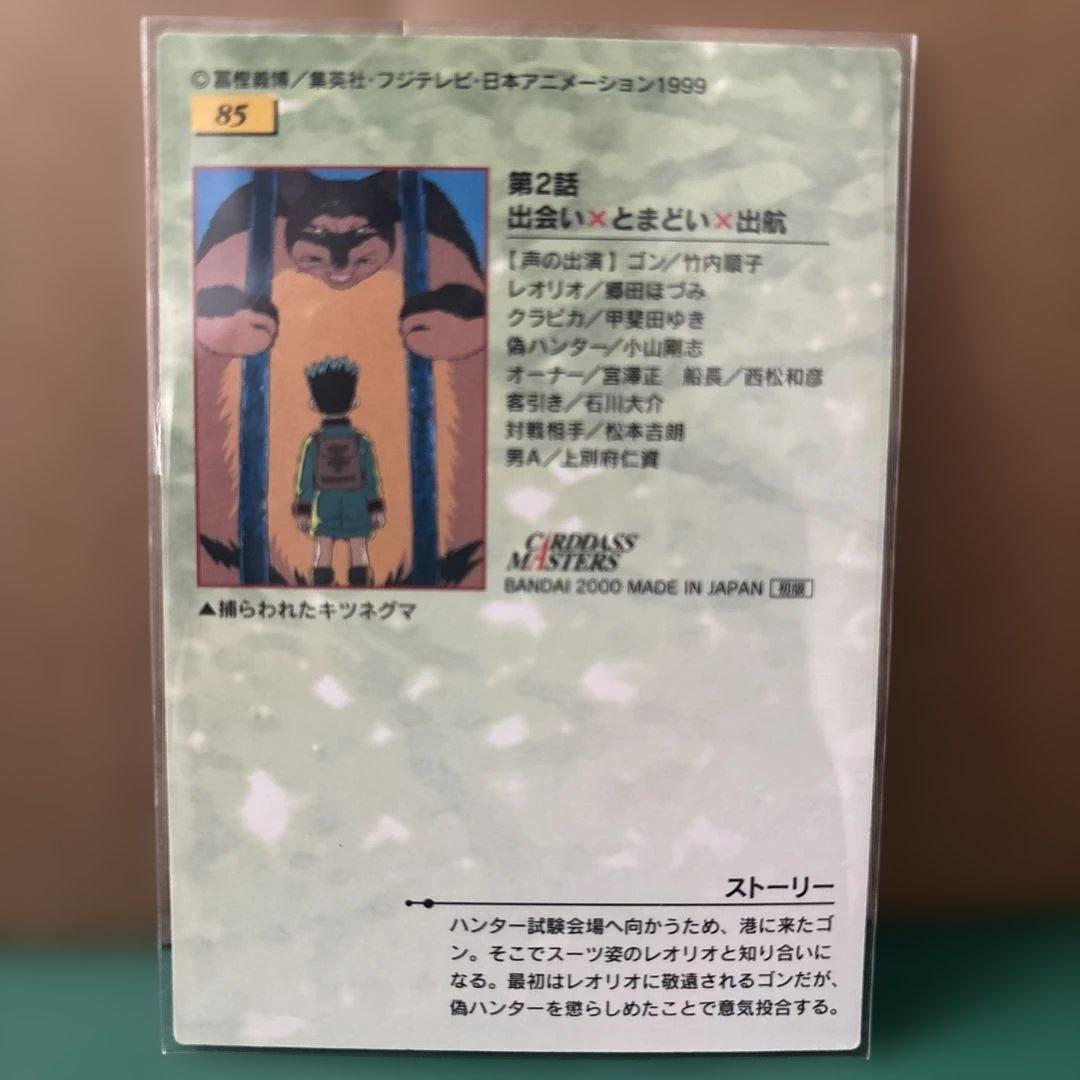 ©冨樫義博／集英社・フジテレビ・日本アニメーション1999
85
第2話
出会い×とまどい×出航
【声の出演】ゴン／竹内順子
レオリオ／郷田ほづみ
クラピカ／甲斐田ゆき
偽ハンター／小山剛志
オーナー／宮澤正　船長／西松和彦
客引き／石川大介
対戦相手／松本吉朗
男A／上別府仁資
CARDDASS
MASTERS
BANDAI 2000 MADE IN JAPAN 初版
▲捕らわれたキツネグマ
ストーリー
ハンター試験会場へ向かうため、港に来たゴ
ン。そこでスーツ姿のレオリオと知り合いに
なる。最初はレオリオに敬遠されるゴンだが、
偽ハンターを懲らしめたことで意気投合する。